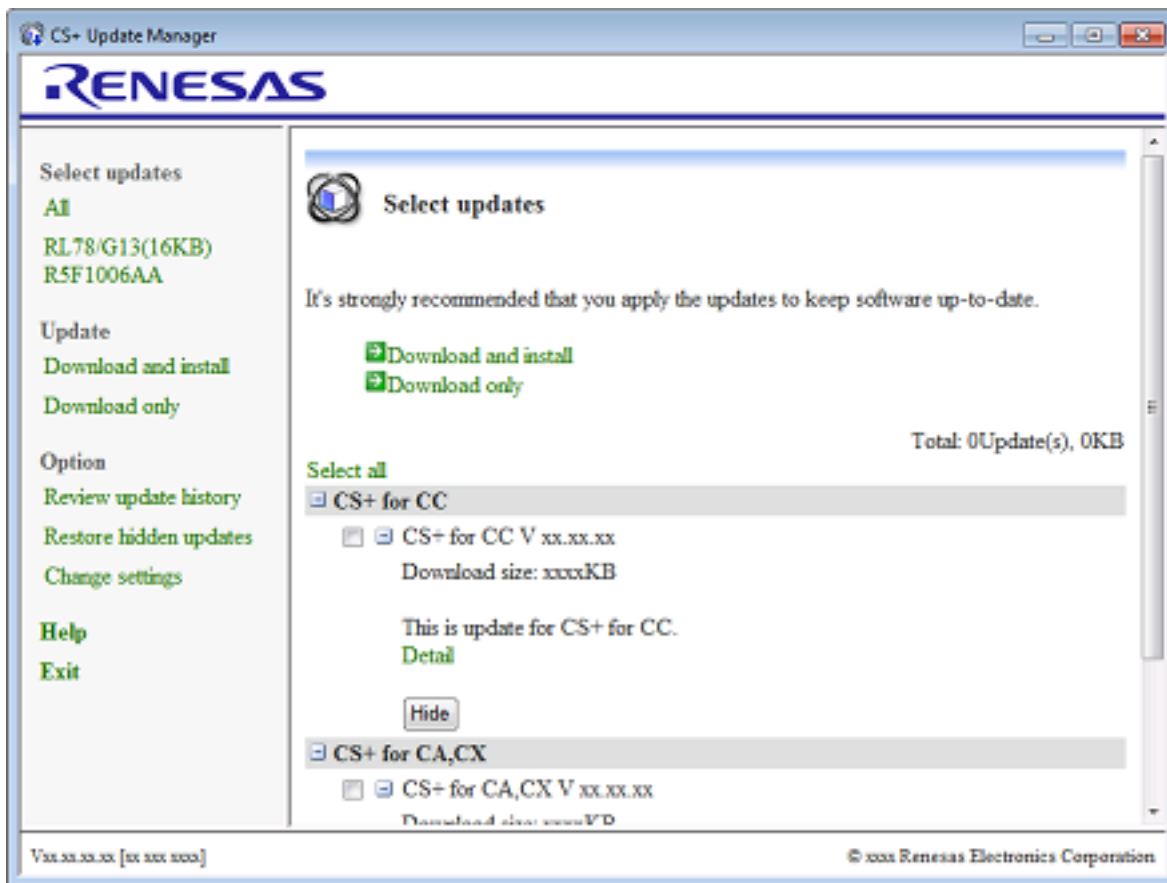 CS+ Update Manager
RENESAS
Select updates
All
RL78/G13(16KB)
R5F1006AA
Update
Download and install
Download only
Option
Review update history
Restore hidden updates
Change settings
Help
Exit
Select updates
It's strongly recommended that you apply the updates to keep software up-to-date.
Download and install
Download only
Total: 0Update(s), 0KB
Select all
CS+ for CC
CS+ for CC V xx.xx.xx
Download size: xxxxKB
This is update for CS+ for CC.
Detail
Hide
CS+ for CA,CX
CS+ for CA,CX V xx.xx.xx
Download size: xxxxKB
Vxx.xx.xx.xx [xx xxx xxxx]
© xxxx Renesas Electronics Corporation